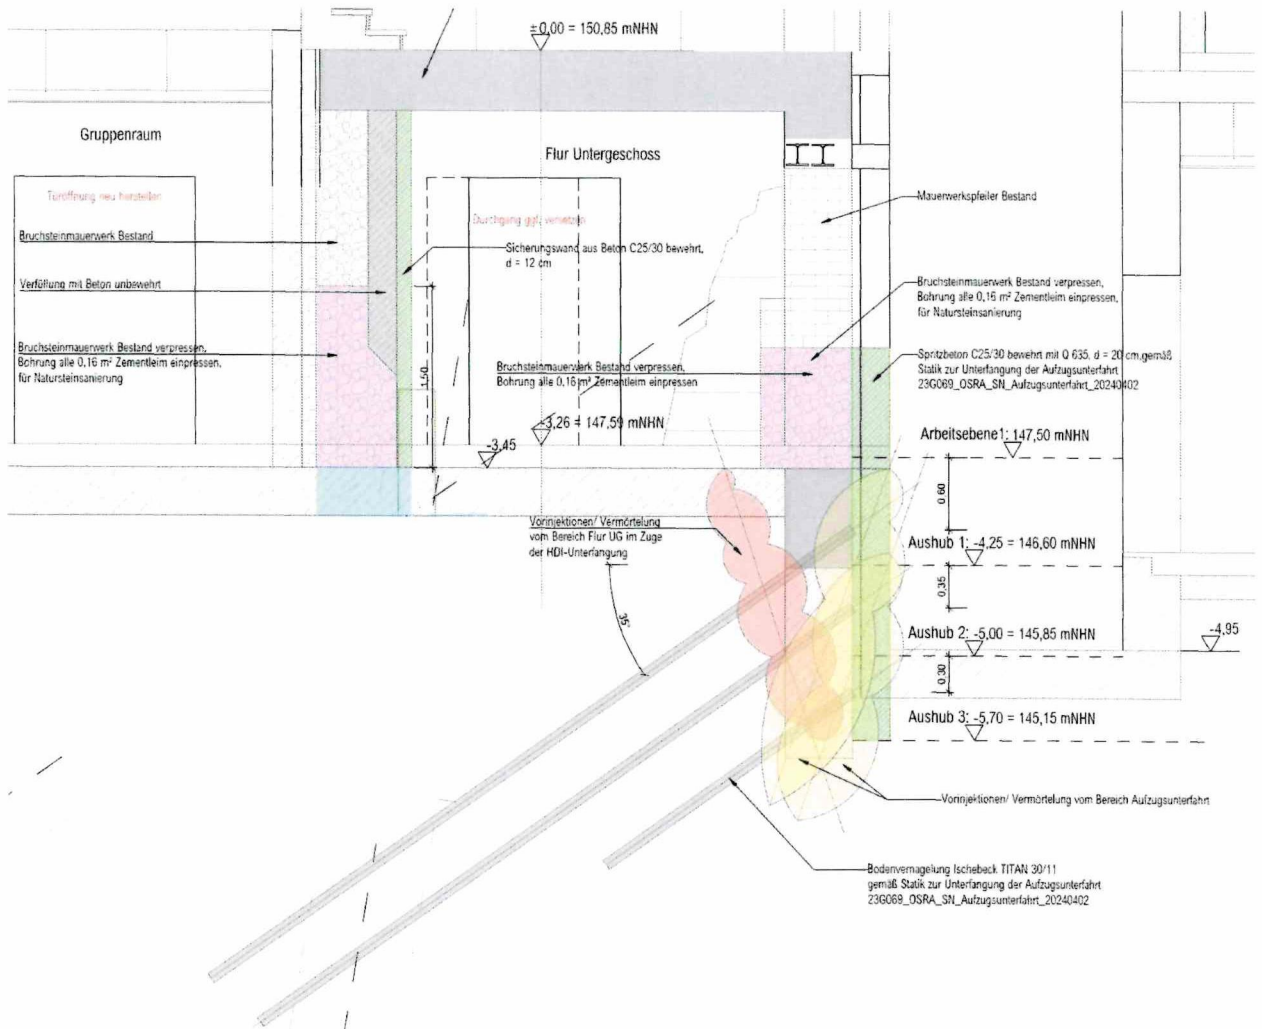 ±0,00 = 150,85 mNHN
Gruppenraum
Flur Untergeschoss
Türöffnung neu herstellen
Mauerwerkspfeiler Bestand
Durchgang ggf. versetzen
Bruchsteinmauerwerk Bestand
Sicherungswand aus Beton C25/30 bewehrt,
d = 12 cm
Verfüllung mit Beton unbewehrt
Bruchsteinmauerwerk Bestand verpressen,
Bohrung alle 0,16 m² Zementleim einpressen,
für Natursteinsanierung
Bruchsteinmauerwerk Bestand verpressen,
Bohrung alle 0,16 m² Zementleim einpressen,
für Natursteinsanierung
Spritzbeton C25/30 bewehrt mit Q 635, d = 20 cm,gemäß
Statik zur Unterfangung der Aufzugsunterfahrt
23G069_OSRA_SN_Aufzugsunterfahrt_20240402
Bruchsteinmauerwerk Bestand verpressen,
Bohrung alle 0,16 m² Zementleim einpressen
1,50
-3,26 = 147,59 mNHN
-3,45
Arbeitsebene1: 147,50 mNHN
0,60
Vorinjektionen/ Vermörtelung
vom Bereich Flur UG im Zuge
der HDI-Unterfangung
Aushub 1: -4,25 = 146,60 mNHN
0,35
35°
Aushub 2: -5,00 = 145,85 mNHN
-4,95
0,30
Aushub 3: -5,70 = 145,15 mNHN
Vorinjektionen/ Vermörtelung vom Bereich Aufzugsunterfahrt
Bodenvernagelung Ischebeck TITAN 30/11
gemäß Statik zur Unterfangung der Aufzugsunterfahrt
23G069_OSRA_SN_Aufzugsunterfahrt_20240402